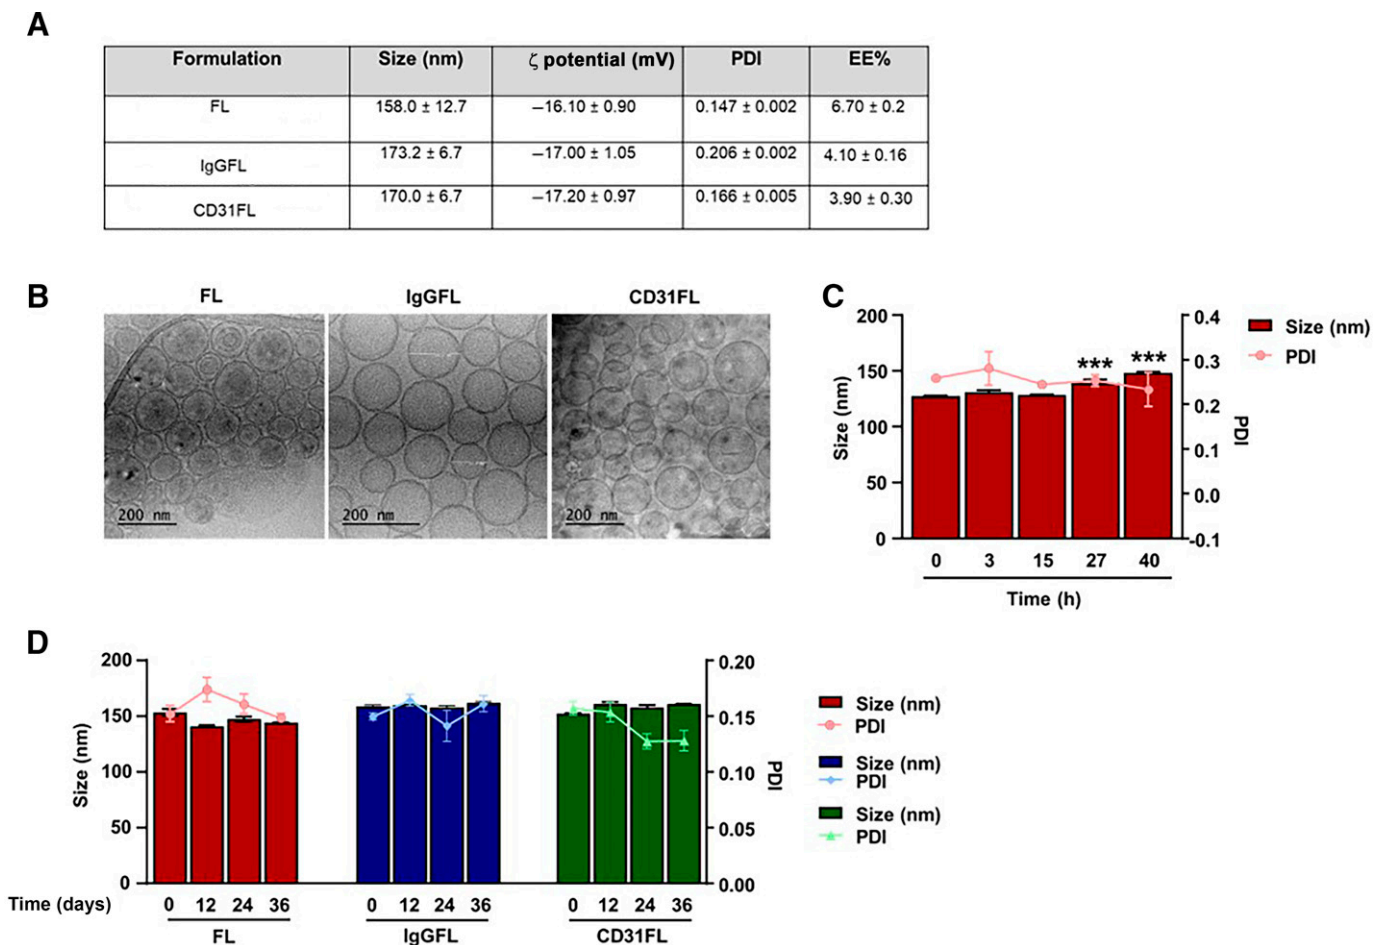 A
Formulation Size (nm) ζ potential (mV) PDI EE%
FL 158.0 ± 12.7 –16.10 ± 0.90 0.147 ± 0.002 6.70 ± 0.2
IgGFL 173.2 ± 6.7 –17.00 ± 1.05 0.206 ± 0.002 4.10 ± 0.16
CD31FL 170.0 ± 6.7 –17.20 ± 0.97 0.166 ± 0.005 3.90 ± 0.30
B
FL IgGFL CD31FL
200 nm 200 nm 200 nm
C
200 0.4
150 0.3
100 0.2
50 0.1
0 0.0
-0.1
Size (nm)
PDI
*** ***
0 3 15 27 40
Time (h)
Size (nm)
PDI
D
200 0.20
150 0.15
100 0.10
50 0.05
0 0.00
Size (nm)
PDI
Time (days) 0 12 24 36 0 12 24 36 0 12 24 36
FL IgGFL CD31FL
Size (nm)
PDI
Size (nm)
PDI
Size (nm)
PDI